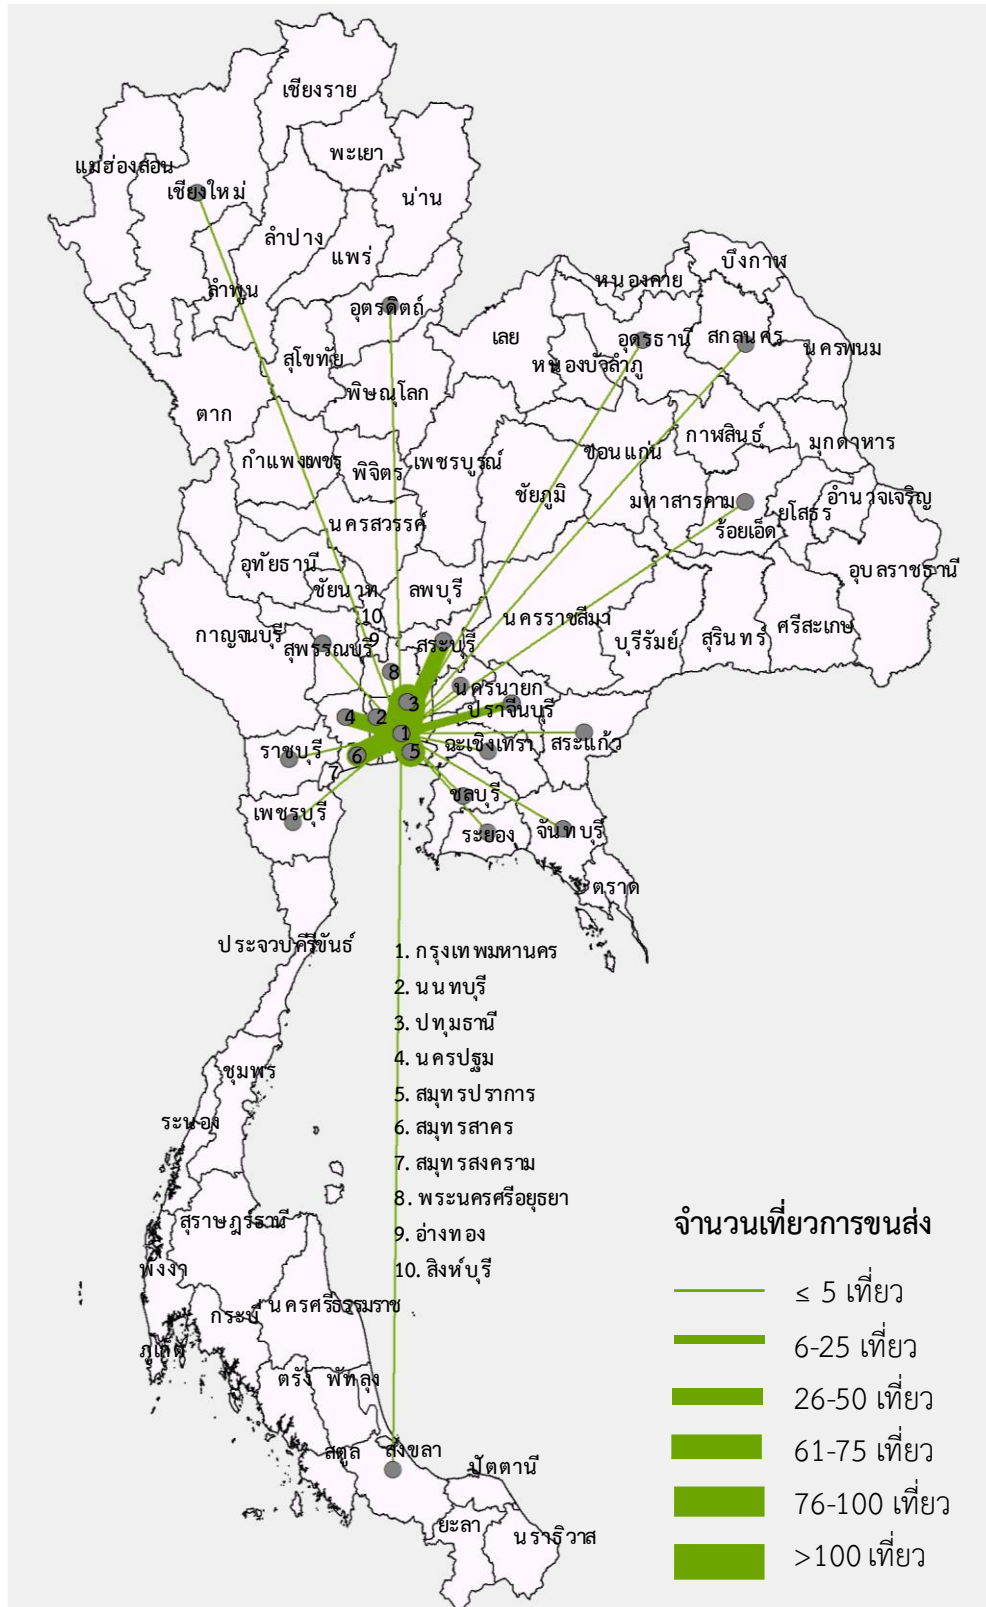 เชียงราย
พะเยา
แม่ฮ่องสอน
เชียงใหม่
น่าน
ลำปาง
แพร่
บึงกาฬ
หนองคาย
ลำพูน
อุตรดิตถ์
เลย
อุดรธานี
สกลนคร
นครพนม
สุโขทัย
หนองบัวลำภู
พิษณุโลก
ตาก
กาฬสินธุ์
มุกดาหาร
กำแพงเพชร
พิจิตร
เพชรบูรณ์
ขอนแก่น
ชัยภูมิ
มหาสารคาม
อำนาจเจริญ
ยโสธร
นครสวรรค์
ร้อยเอ็ด
อุทัยธานี
อุบลราชธานี
ชัยนาท
ลพบุรี
10
นครราชสีมา
กาญจนบุรี
สุพรรณบุรี
9
สระบุรี
บุรีรัมย์
สุรินทร์
ศรีสะเกษ
8
นครนายก
3
ปราจีนบุรี
4
2
1
ฉะเชิงเทรา
สระแก้ว
ราชบุรี
6
5
7
ชลบุรี
เพชรบุรี
ระยอง
จันทบุรี
ตราด
ประจวบคีรีขันธ์
1. กรุงเทพมหานคร
2. นนทบุรี
3. ปทุมธานี
4. นครปฐม
5. สมุทรปราการ
6. สมุทรสาคร
7. สมุทรสงคราม
8. พระนครศรีอยุธยา
9. อ่างทอง
10. สิงห์บุรี
ชุมพร
ระนอง
สุราษฎร์ธานี
พังงา
กระบี่
นครศรีธรรมราช
ภูเก็ต
ตรัง
พัทลุง
สตูล
สงขลา
ปัตตานี
ยะลา
นราธิวาส
จำนวนเที่ยวการขนส่ง
≤ 5 เที่ยว
6-25 เที่ยว
26-50 เที่ยว
61-75 เที่ยว
76-100 เที่ยว
>100 เที่ยว